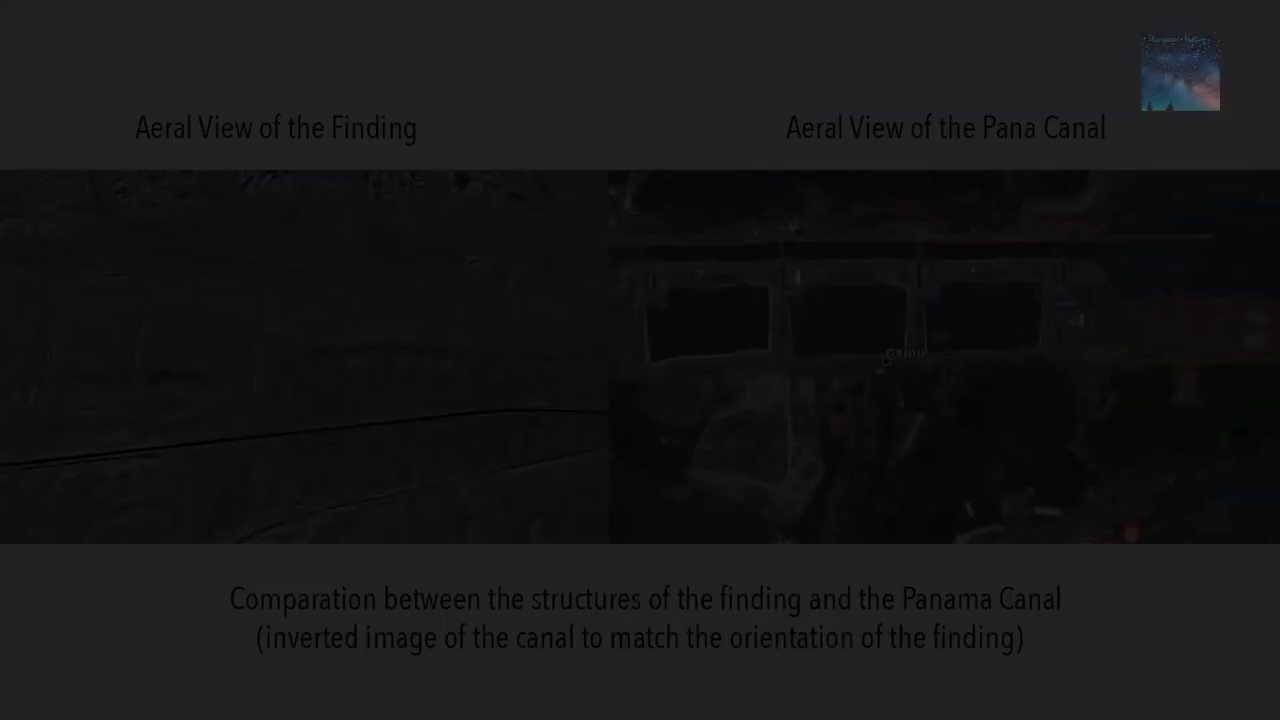 Aeral View of the Finding
Aeral View of the Pana Canal
Comparation between the structures of the finding and the Panama Canal
(inverted image of the canal to match the orientation of the finding)